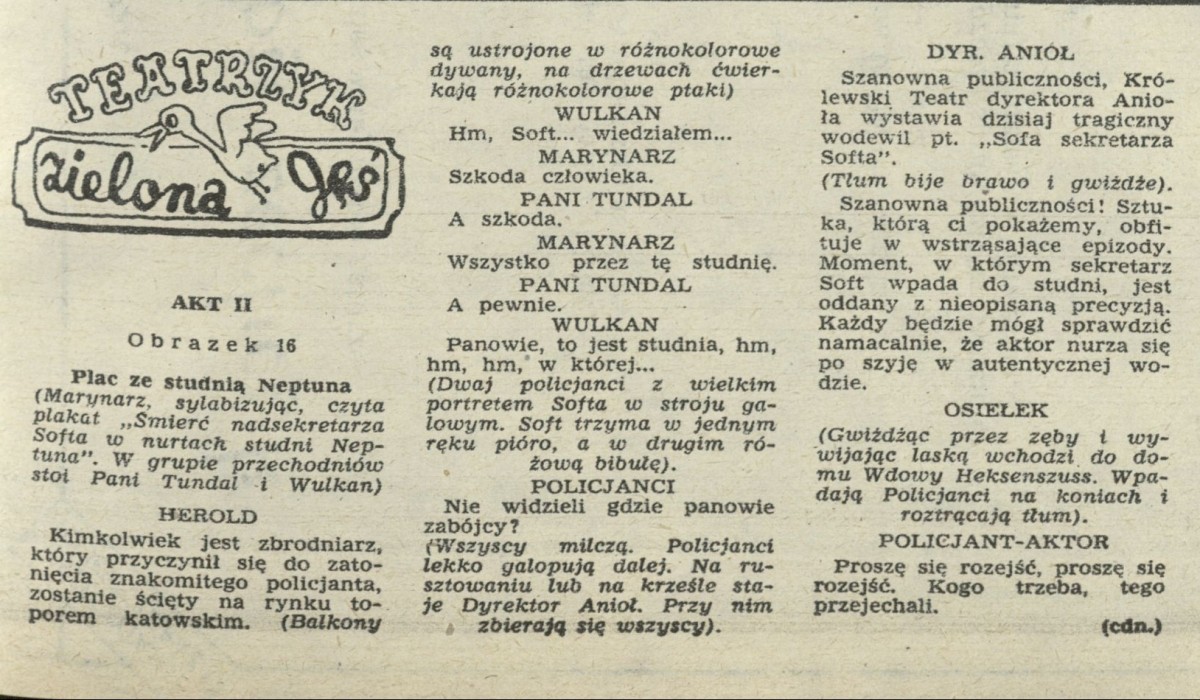 TEATRZYK
zielona gęś
AKT II
Obrazek 16
Plac ze studnią Neptuna
(Marynarz, sylabizując, czyta
plakat „Smierć nadsekretarza
Softa w nurtach studni Nep-
tuna”. W grupie przechodniów
stoi Pani Tundal i Wulkan)
HEROLD
Kimkolwiek jest zbrodniarz,
który przyczynił się do zato-
nięcia znakomitego policjanta,
zostanie ścięty na rynku to-
porem katowskim. (Balkony
są ustrojone w różnokolorowe
dywany, na drzewach ćwier-
kają różnokolorowe ptaki)
WULKAN
Hm, Soft... wiedziałem...
MARYNARZ
Szkoda człowieka.
PANI TUNDAL
A szkoda.
MARYNARZ
Wszystko przez tę studnię.
PANI TUNDAL
A pewnie.
WULKAN
Panowie, to jest studnia, hm,
hm, hm, w której...
(Dwaj policjanci z wielkim
portretem Softa w stroju ga-
lowym. Soft trzyma w jednym
ręku pióro, a w drugim ró-
żową bibułę).
POLICJANCI
Nie widzieli gdzie panowie
zabójcy?
(Wszyscy milczą. Policjanci
lekko galopują dalej. Na ru-
sztowaniu lub na krześle sta-
je Dyrektor Anioł. Przy nim
zbierają się wszyscy).
DYR. ANIÓŁ
Szanowna publiczności, Kró-
lewski Teatr dyrektora Anio-
ła wystawia dzisiaj tragiczny
wodewil pt. „Sofa sekretarza
Softa”.
(Tłum bije brawo i gwiżdże).
Szanowna publiczności! Sztu-
ka, którą ci pokażemy, obfi-
tuje w wstrząsające epizody.
Moment, w którym sekretarz
Soft wpada do studni, jest
oddany z nieopisaną precyzją.
Każdy będzie mógł sprawdzić
namacalnie, że aktor nurza się
po szyję w autentycznej wo-
dzie.
OSIEŁEK
(Gwiżdżąc przez zęby i wy-
wijając laską wchodzi do do-
mu Wdowy Heksenszuss. Wpa-
dają Policjanci na koniach i
roztrącają tłum).
POLICJANT-AKTOR
Proszę się rozejść, proszę się
rozejść. Kogo trzeba, tego
przejechali.
(cdn.)